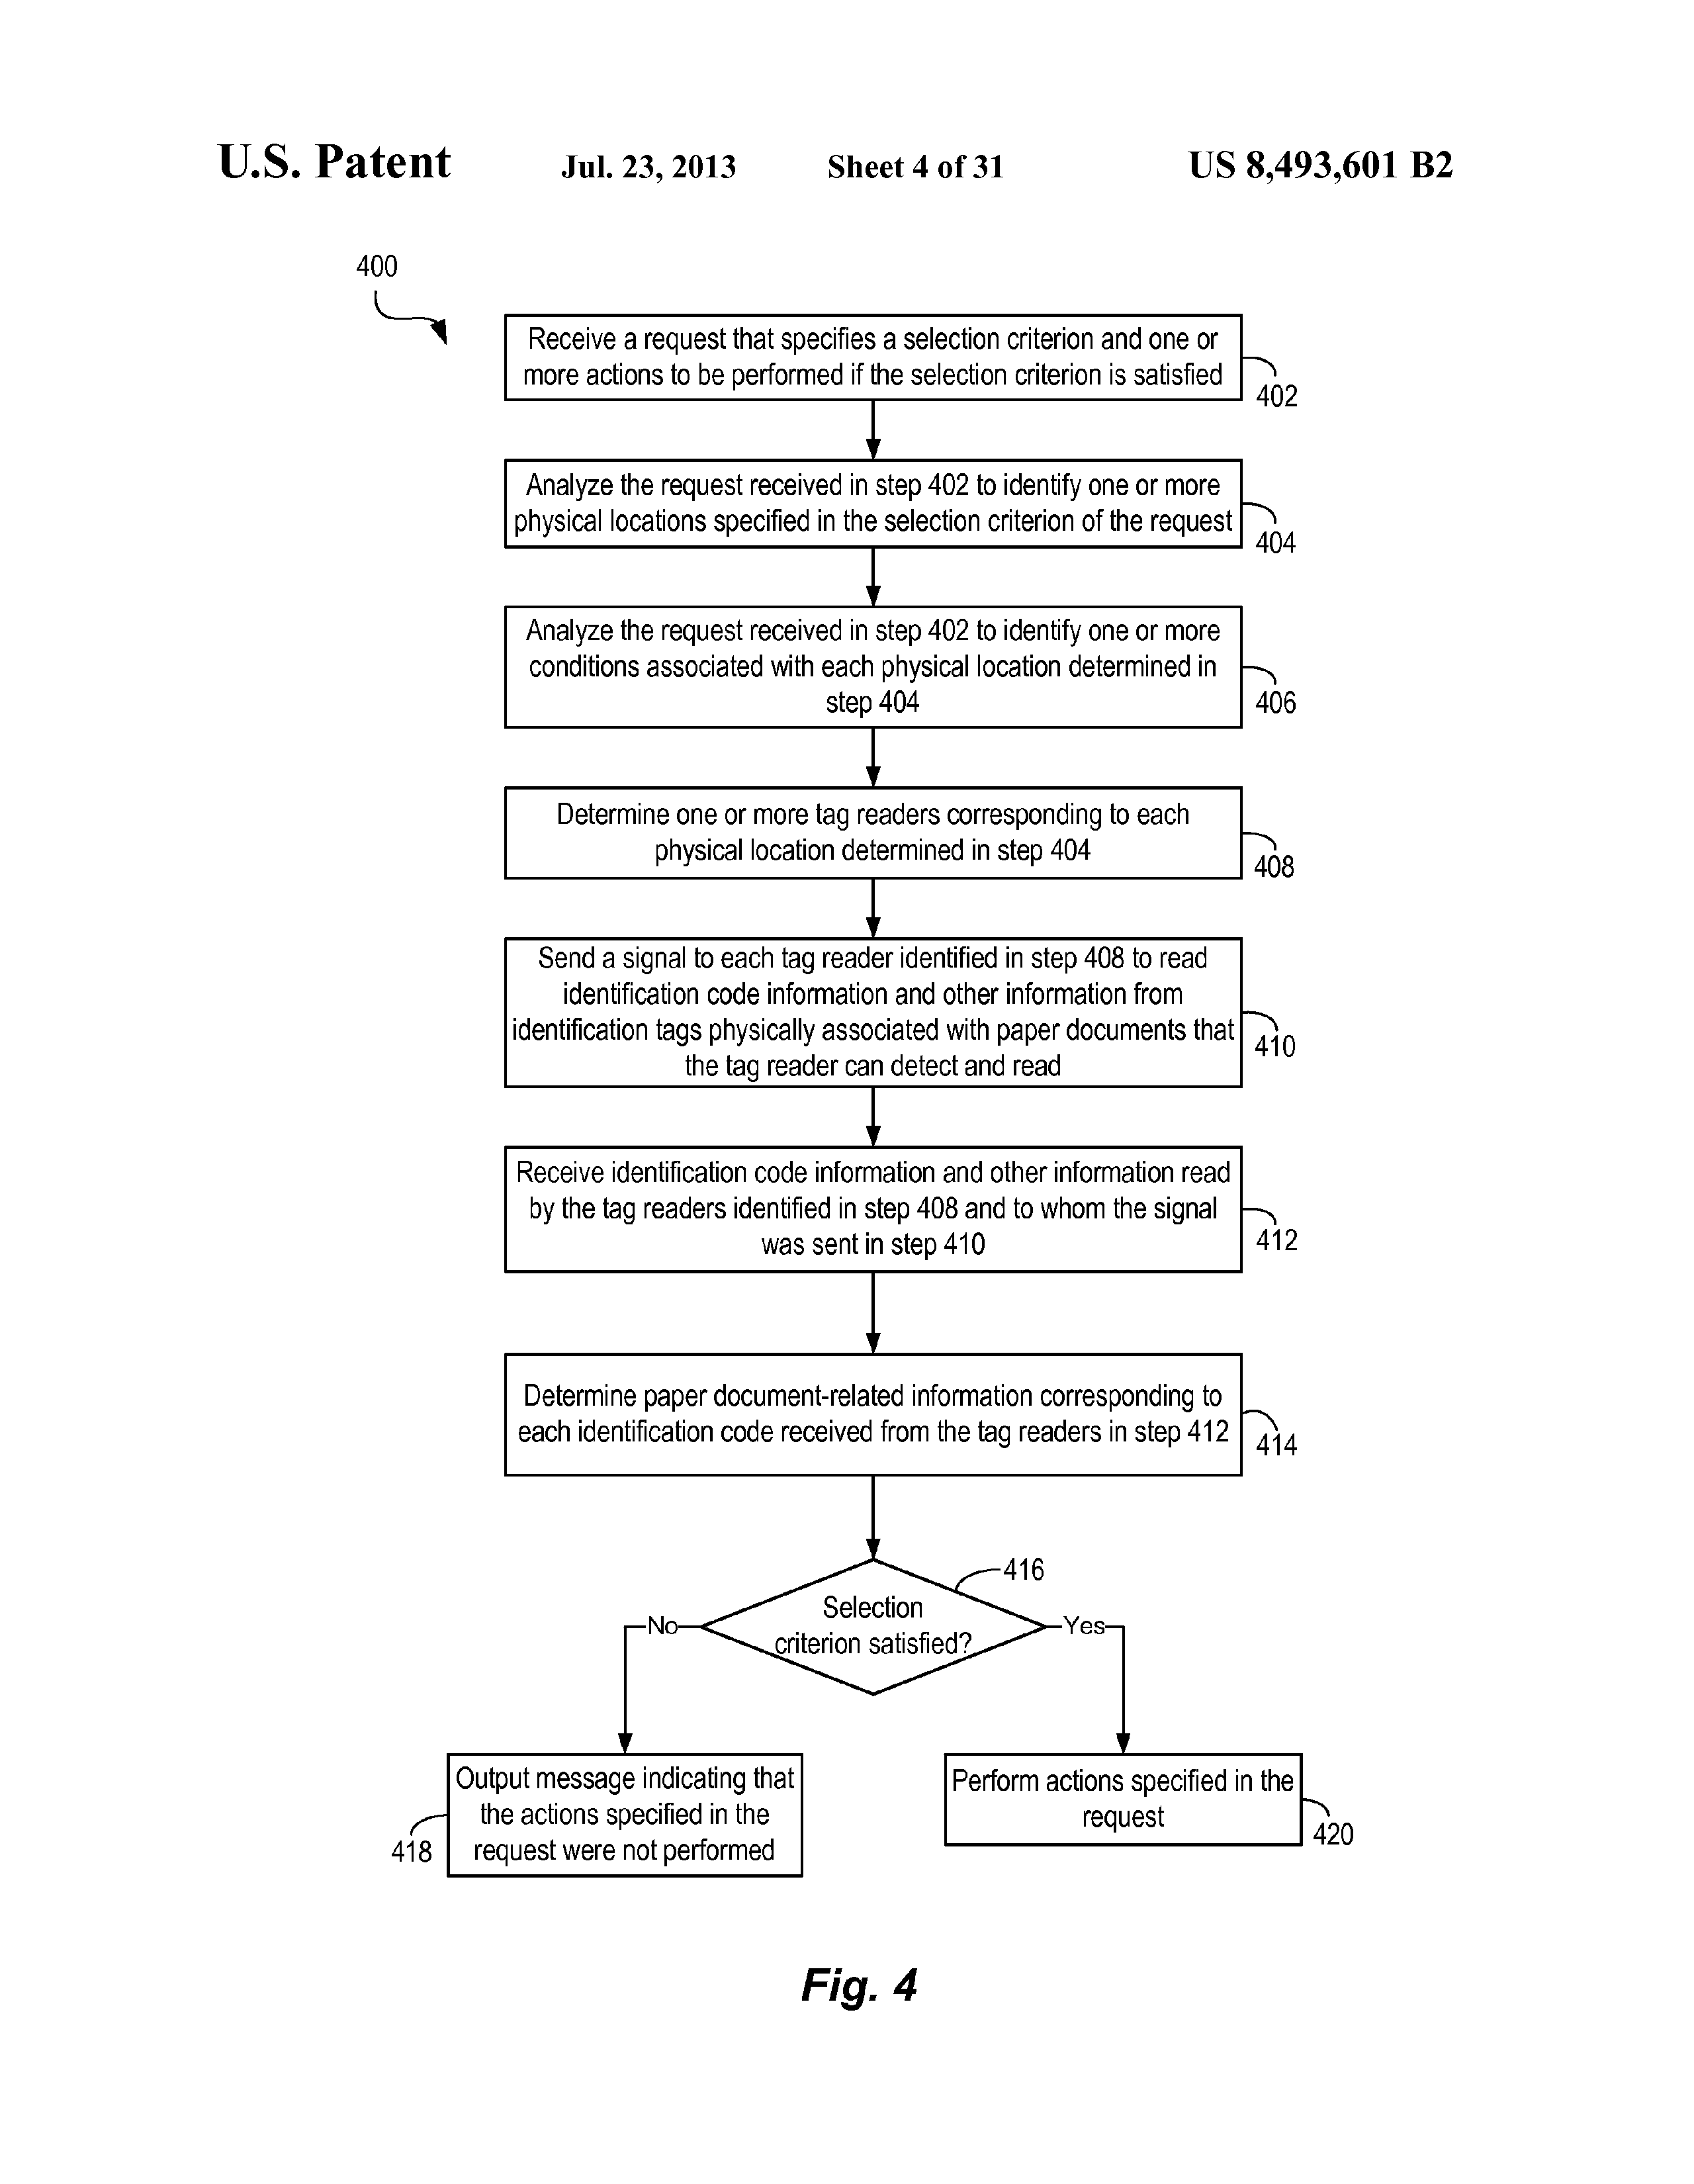 U.S. Patent Jul. 23, 2013 Sheet 4 of 31 US 8,493,601 B2
400
Receive a request that specifies a selection criterion and one or
more actions to be performed if the selection criterion is satisfied
402
Analyze the request received in step 402 to identify one or more
physical locations specified in the selection criterion of the request
404
Analyze the request received in step 402 to identify one or more
conditions associated with each physical location determined in
step 404
406
Determine one or more tag readers corresponding to each
physical location determined in step 404
408
Send a signal to each tag reader identified in step 408 to read
identification code information and other information from
identification tags physically associated with paper documents that
the tag reader can detect and read
410
Receive identification code information and other information read
by the tag readers identified in step 408 and to whom the signal
was sent in step 410
412
Determine paper document-related information corresponding to
each identification code received from the tag readers in step 412
414
416
Selection
criterion satisfied?
No
Yes
Output message indicating that
the actions specified in the
request were not performed
418
Perform actions specified in the
request
420
Fig. 4